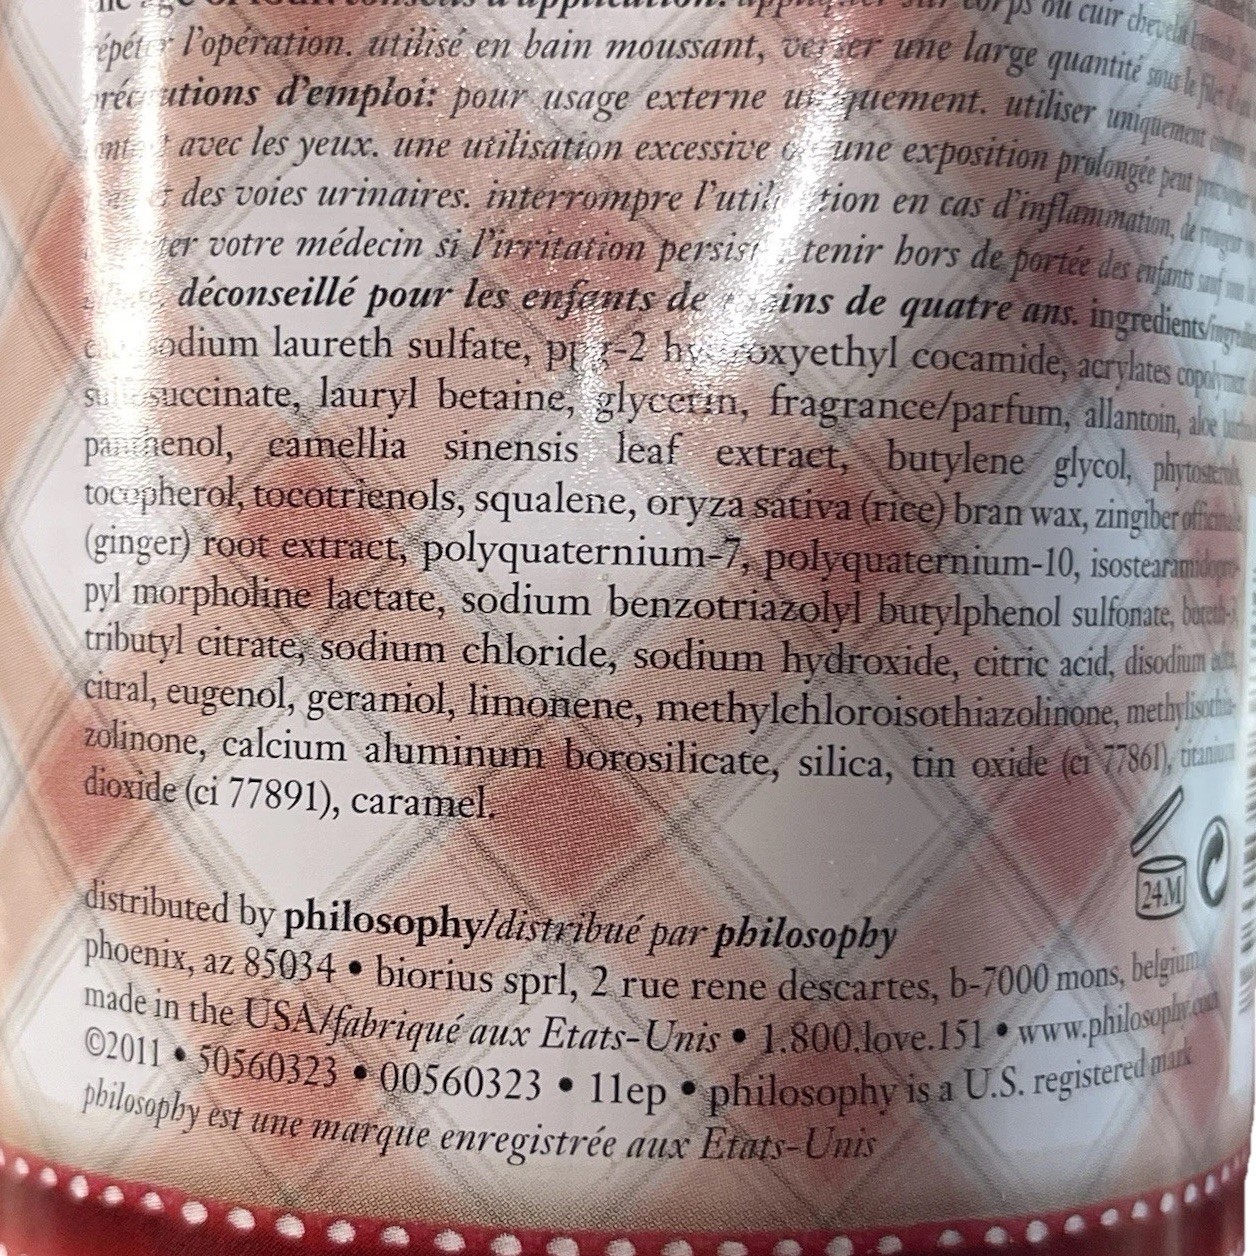 conseils d'application:
l'opération. utilisé en bain moussant, verser une large quantité sous le
d'emploi: pour usage externe uniquement. utiliser uniquement
avec les yeux. une utilisation excessive ou une exposition prolongée peut
des voies urinaires. interrompre l'utilisation en cas d'inflammation, de
votre médecin si l'irritation persiste. tenir hors de portée des enfants sauf
déconseillé pour les enfants de moins de quatre ans. ingredients/
sodium laureth sulfate, ppg-2 hydroxyethyl cocamide, acrylates copolymer,
sulfosuccinate, lauryl betaine, glycerin, fragrance/parfum, allantoin, aloe
panthenol, camellia sinensis leaf extract, butylene glycol, phytosterols,
tocopherol, tocotrienols, squalene, oryza sativa (rice) bran wax, zingiber officinale
(ginger) root extract, polyquaternium-7, polyquaternium-10, isostearamidopro-
pyl morpholine lactate, sodium benzotriazolyl butylphenol sulfonate,
tributyl citrate, sodium chloride, sodium hydroxide, citric acid, disodium
citral, eugenol, geraniol, limonene, methylchloroisothiazolinone, methylisothia-
zolinone, calcium aluminum borosilicate, silica, tin oxide (ci 77861), titanium
dioxide (ci 77891), caramel.
24M
distributed by philosophy/distribué par philosophy
phoenix, az 85034 • biorius sprl, 2 rue rene descartes, b-7000 mons, belgium
made in the USA/fabriqué aux Etats-Unis • 1.800.love.151 • www.philosophy.com
©2011 • 50560323 • 00560323 • 11ep • philosophy is a U.S. registered mark
philosophy est une marque enregistrée aux Etats-Unis